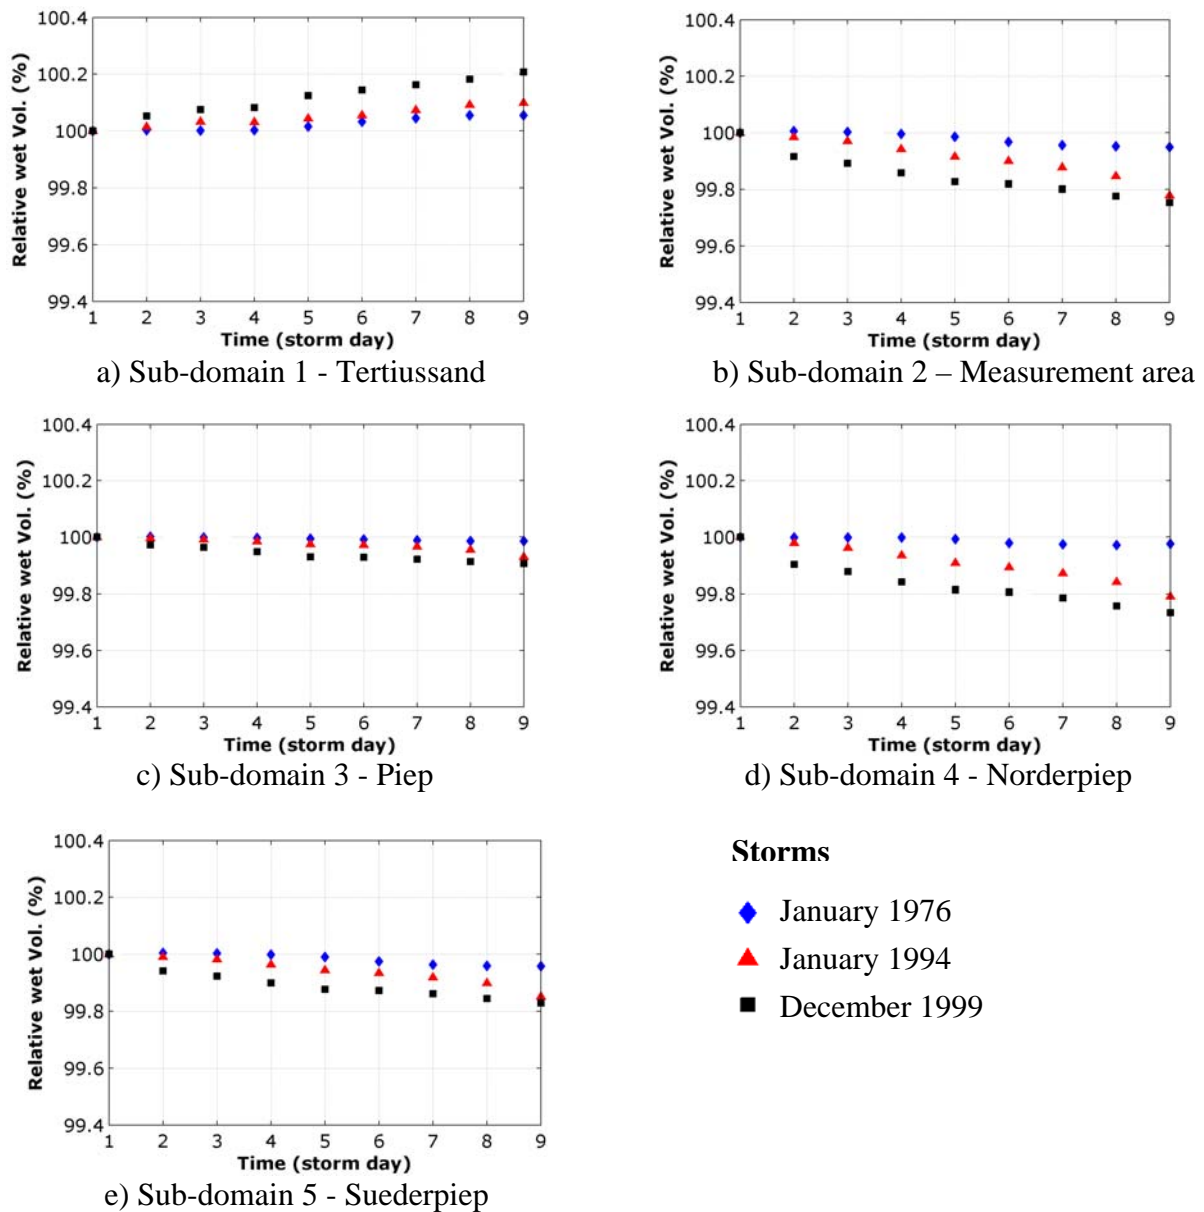 100.4
100.2
100
99.8
99.6
99.4
Relative wet Vol. (%)
1 2 3 4 5 6 7 8 9
Time (storm day)
a) Sub-domain 1 - Tertiussand
100.4
100.2
100
99.8
99.6
99.4
Relative wet Vol. (%)
1 2 3 4 5 6 7 8 9
Time (storm day)
b) Sub-domain 2 – Measurement area
100.4
100.2
100
99.8
99.6
99.4
Relative wet Vol. (%)
1 2 3 4 5 6 7 8 9
Time (storm day)
c) Sub-domain 3 - Piep
100.4
100.2
100
99.8
99.6
99.4
Relative wet Vol. (%)
1 2 3 4 5 6 7 8 9
Time (storm day)
d) Sub-domain 4 - Norderpiep
100.4
100.2
100
99.8
99.6
99.4
Relative wet Vol. (%)
1 2 3 4 5 6 7 8 9
Time (storm day)
e) Sub-domain 5 - Suederpiep
Storms
January 1976
January 1994
December 1999